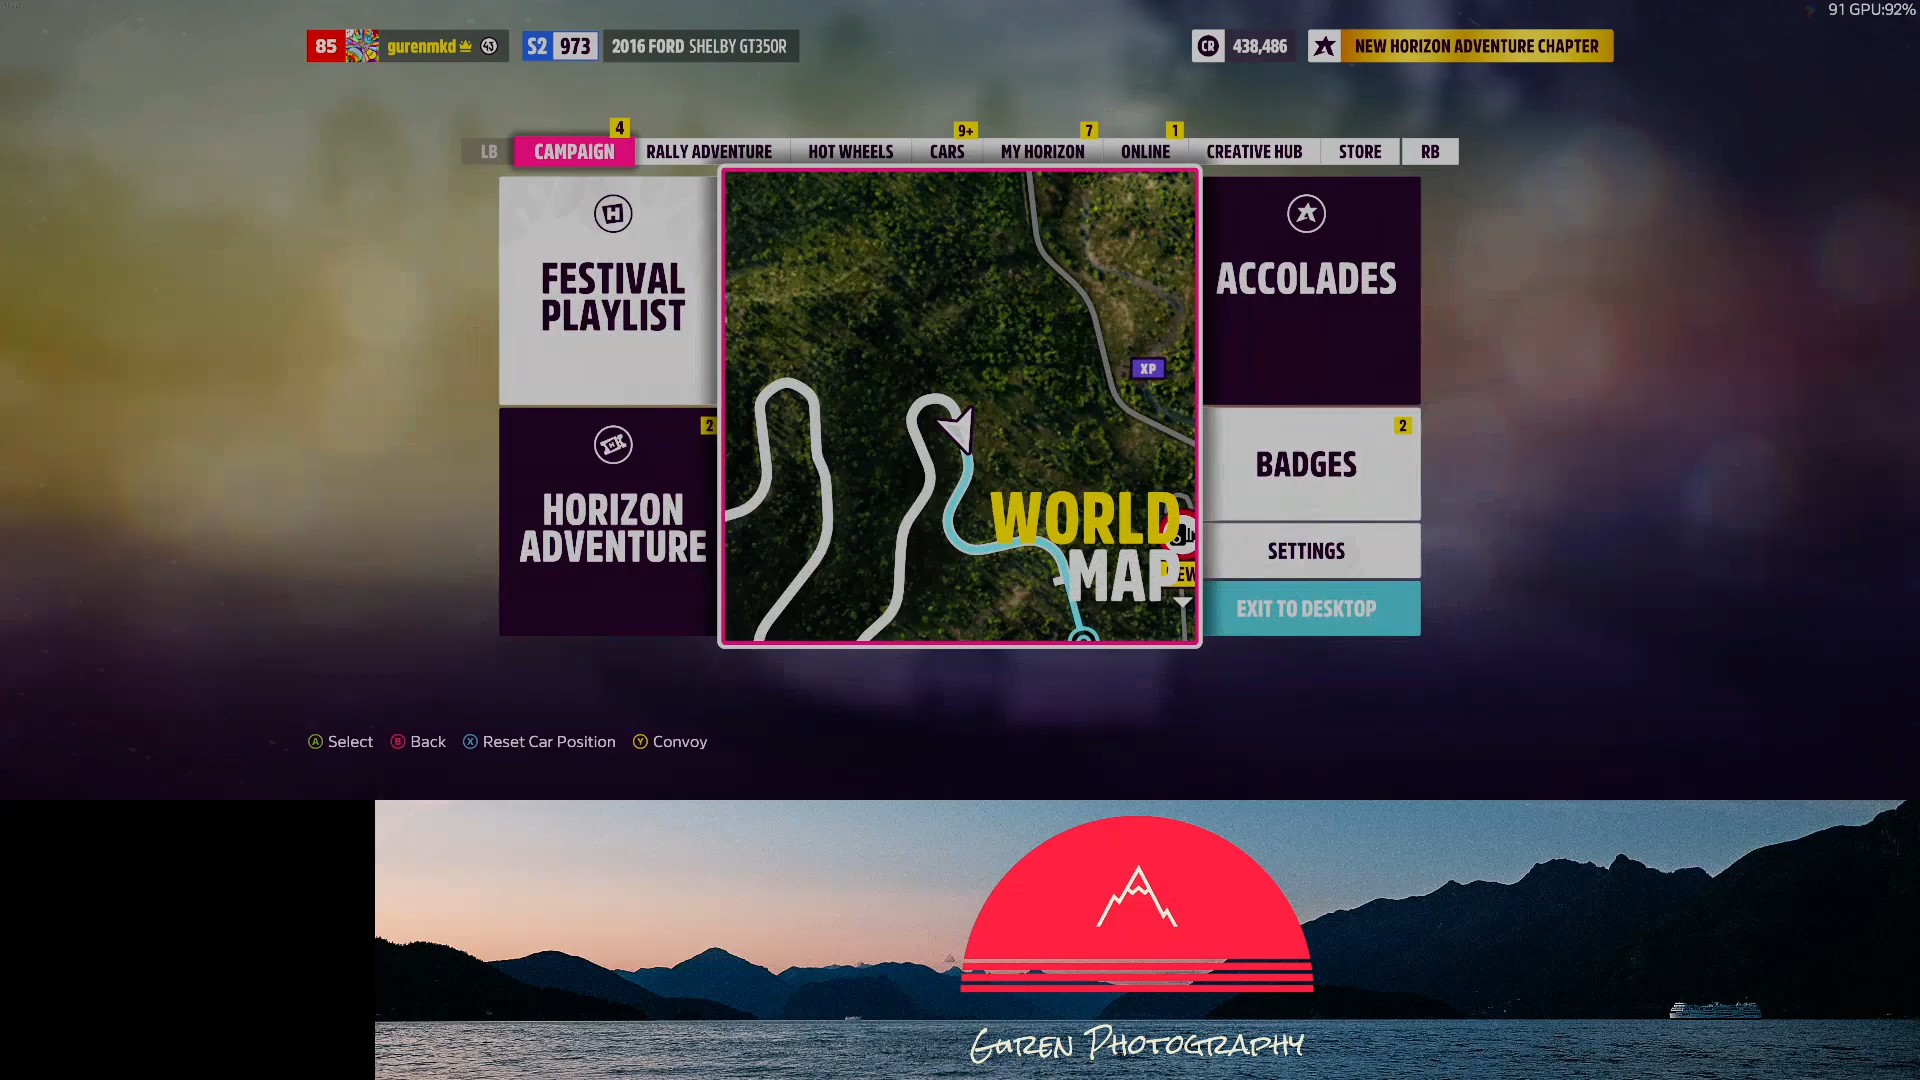 91 GPU:92%
85 gurenmkd 43 S2 973 2016 FORD SHELBY GT350R
CR 438,486 NEW HORIZON ADVENTURE CHAPTER
4 9+ 7 1
LB CAMPAIGN RALLY ADVENTURE HOT WHEELS CARS MY HORIZON ONLINE CREATIVE HUB STORE RB
H
FESTIVAL
PLAYLIST
2
HORIZON
ADVENTURE
XP
WORLD
MAP
ACCOLADES
2
BADGES
SETTINGS
EXIT TO DESKTOP
A Select B Back X Reset Car Position Y Convoy
Guren Photography